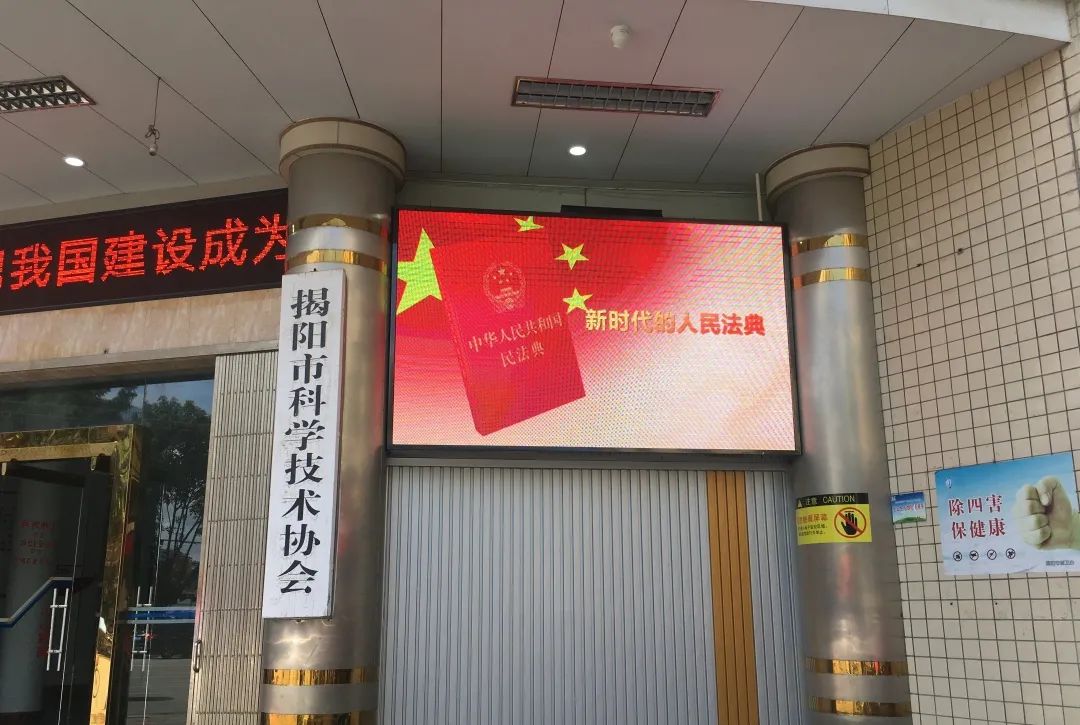 我国建设成为
揭阳市科学技术协会
中华人民共和国
民法典
新时代的人民法典
注意 CAUTION
除四害
保健康